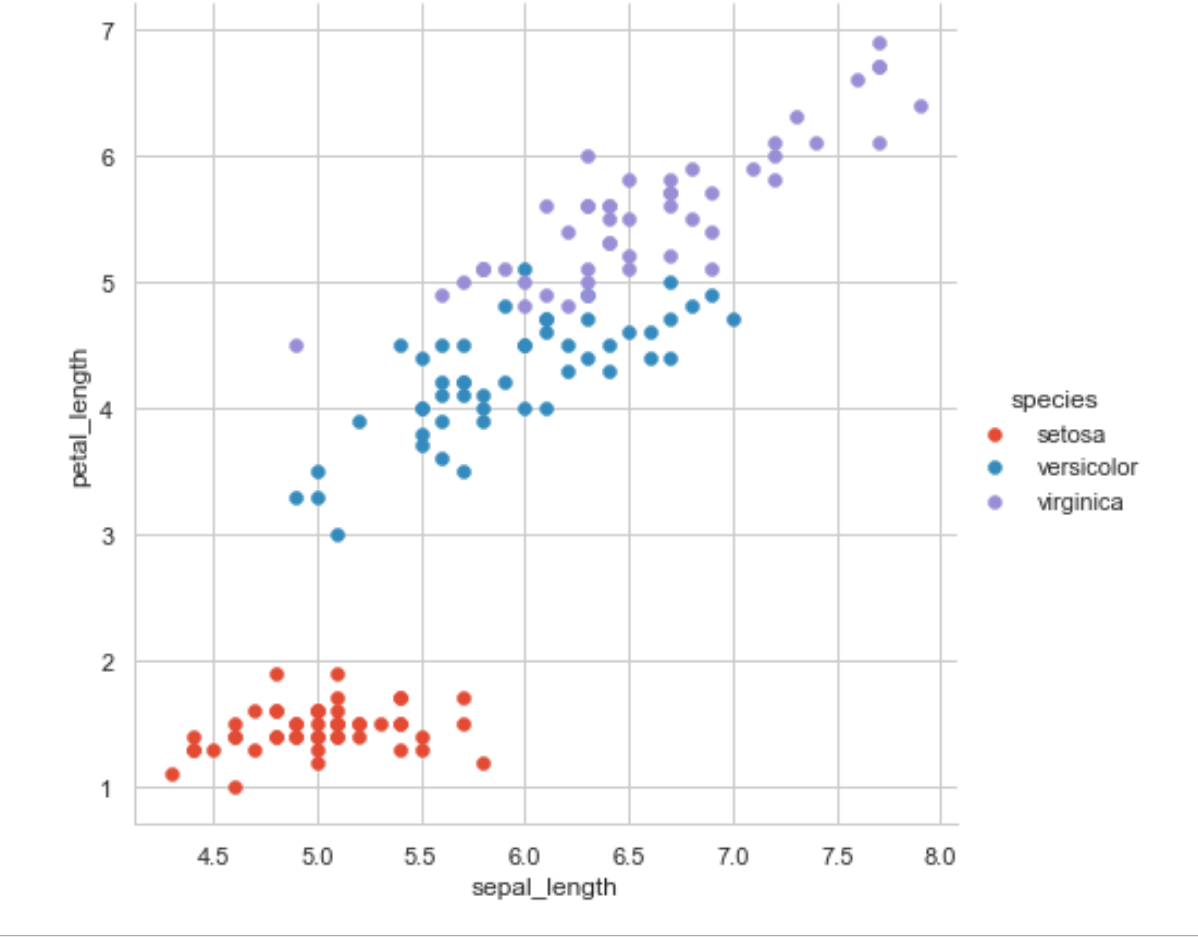 7
6
5
4
3
2
1
petal_length
4.5 5.0 5.5 6.0 6.5 7.0 7.5 8.0
sepal_length
species
setosa
versicolor
virginica